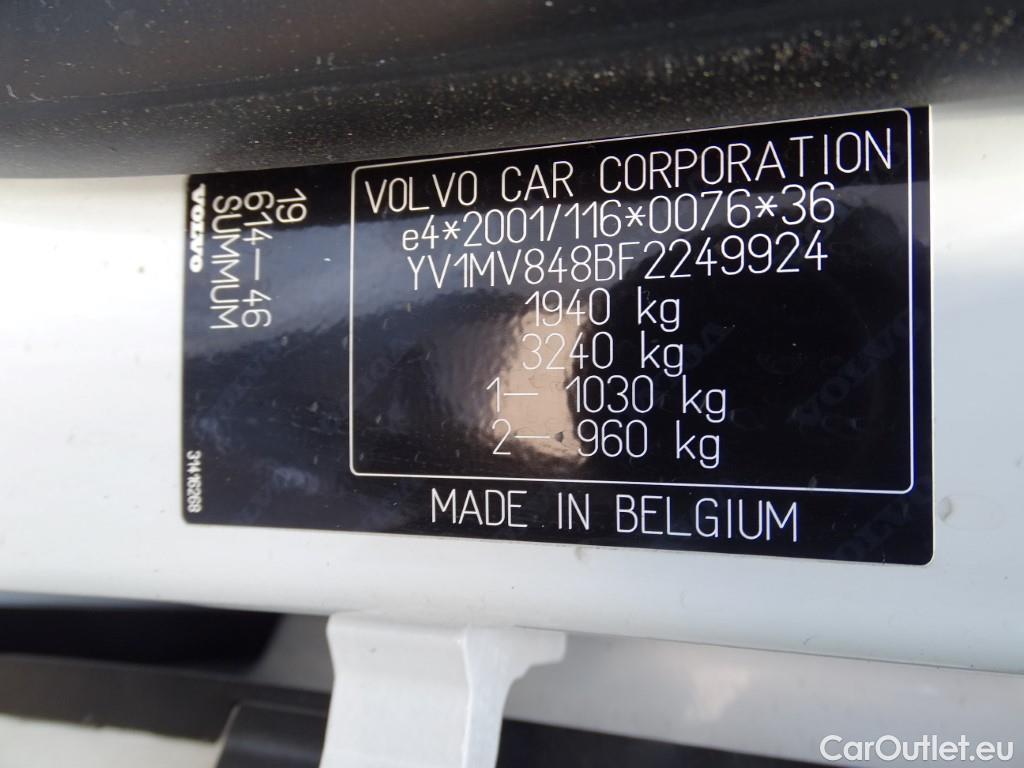 VOLVO CAR CORPORATION
e4*2001/116*0076*36
YV1MV848BF2249924
1940 kg
3240 kg
1— 1030 kg
2— 960 kg
MADE IN BELGIUM
19
614—46
SUMMUM
VOLVO
31416268
CarOutlet.eu